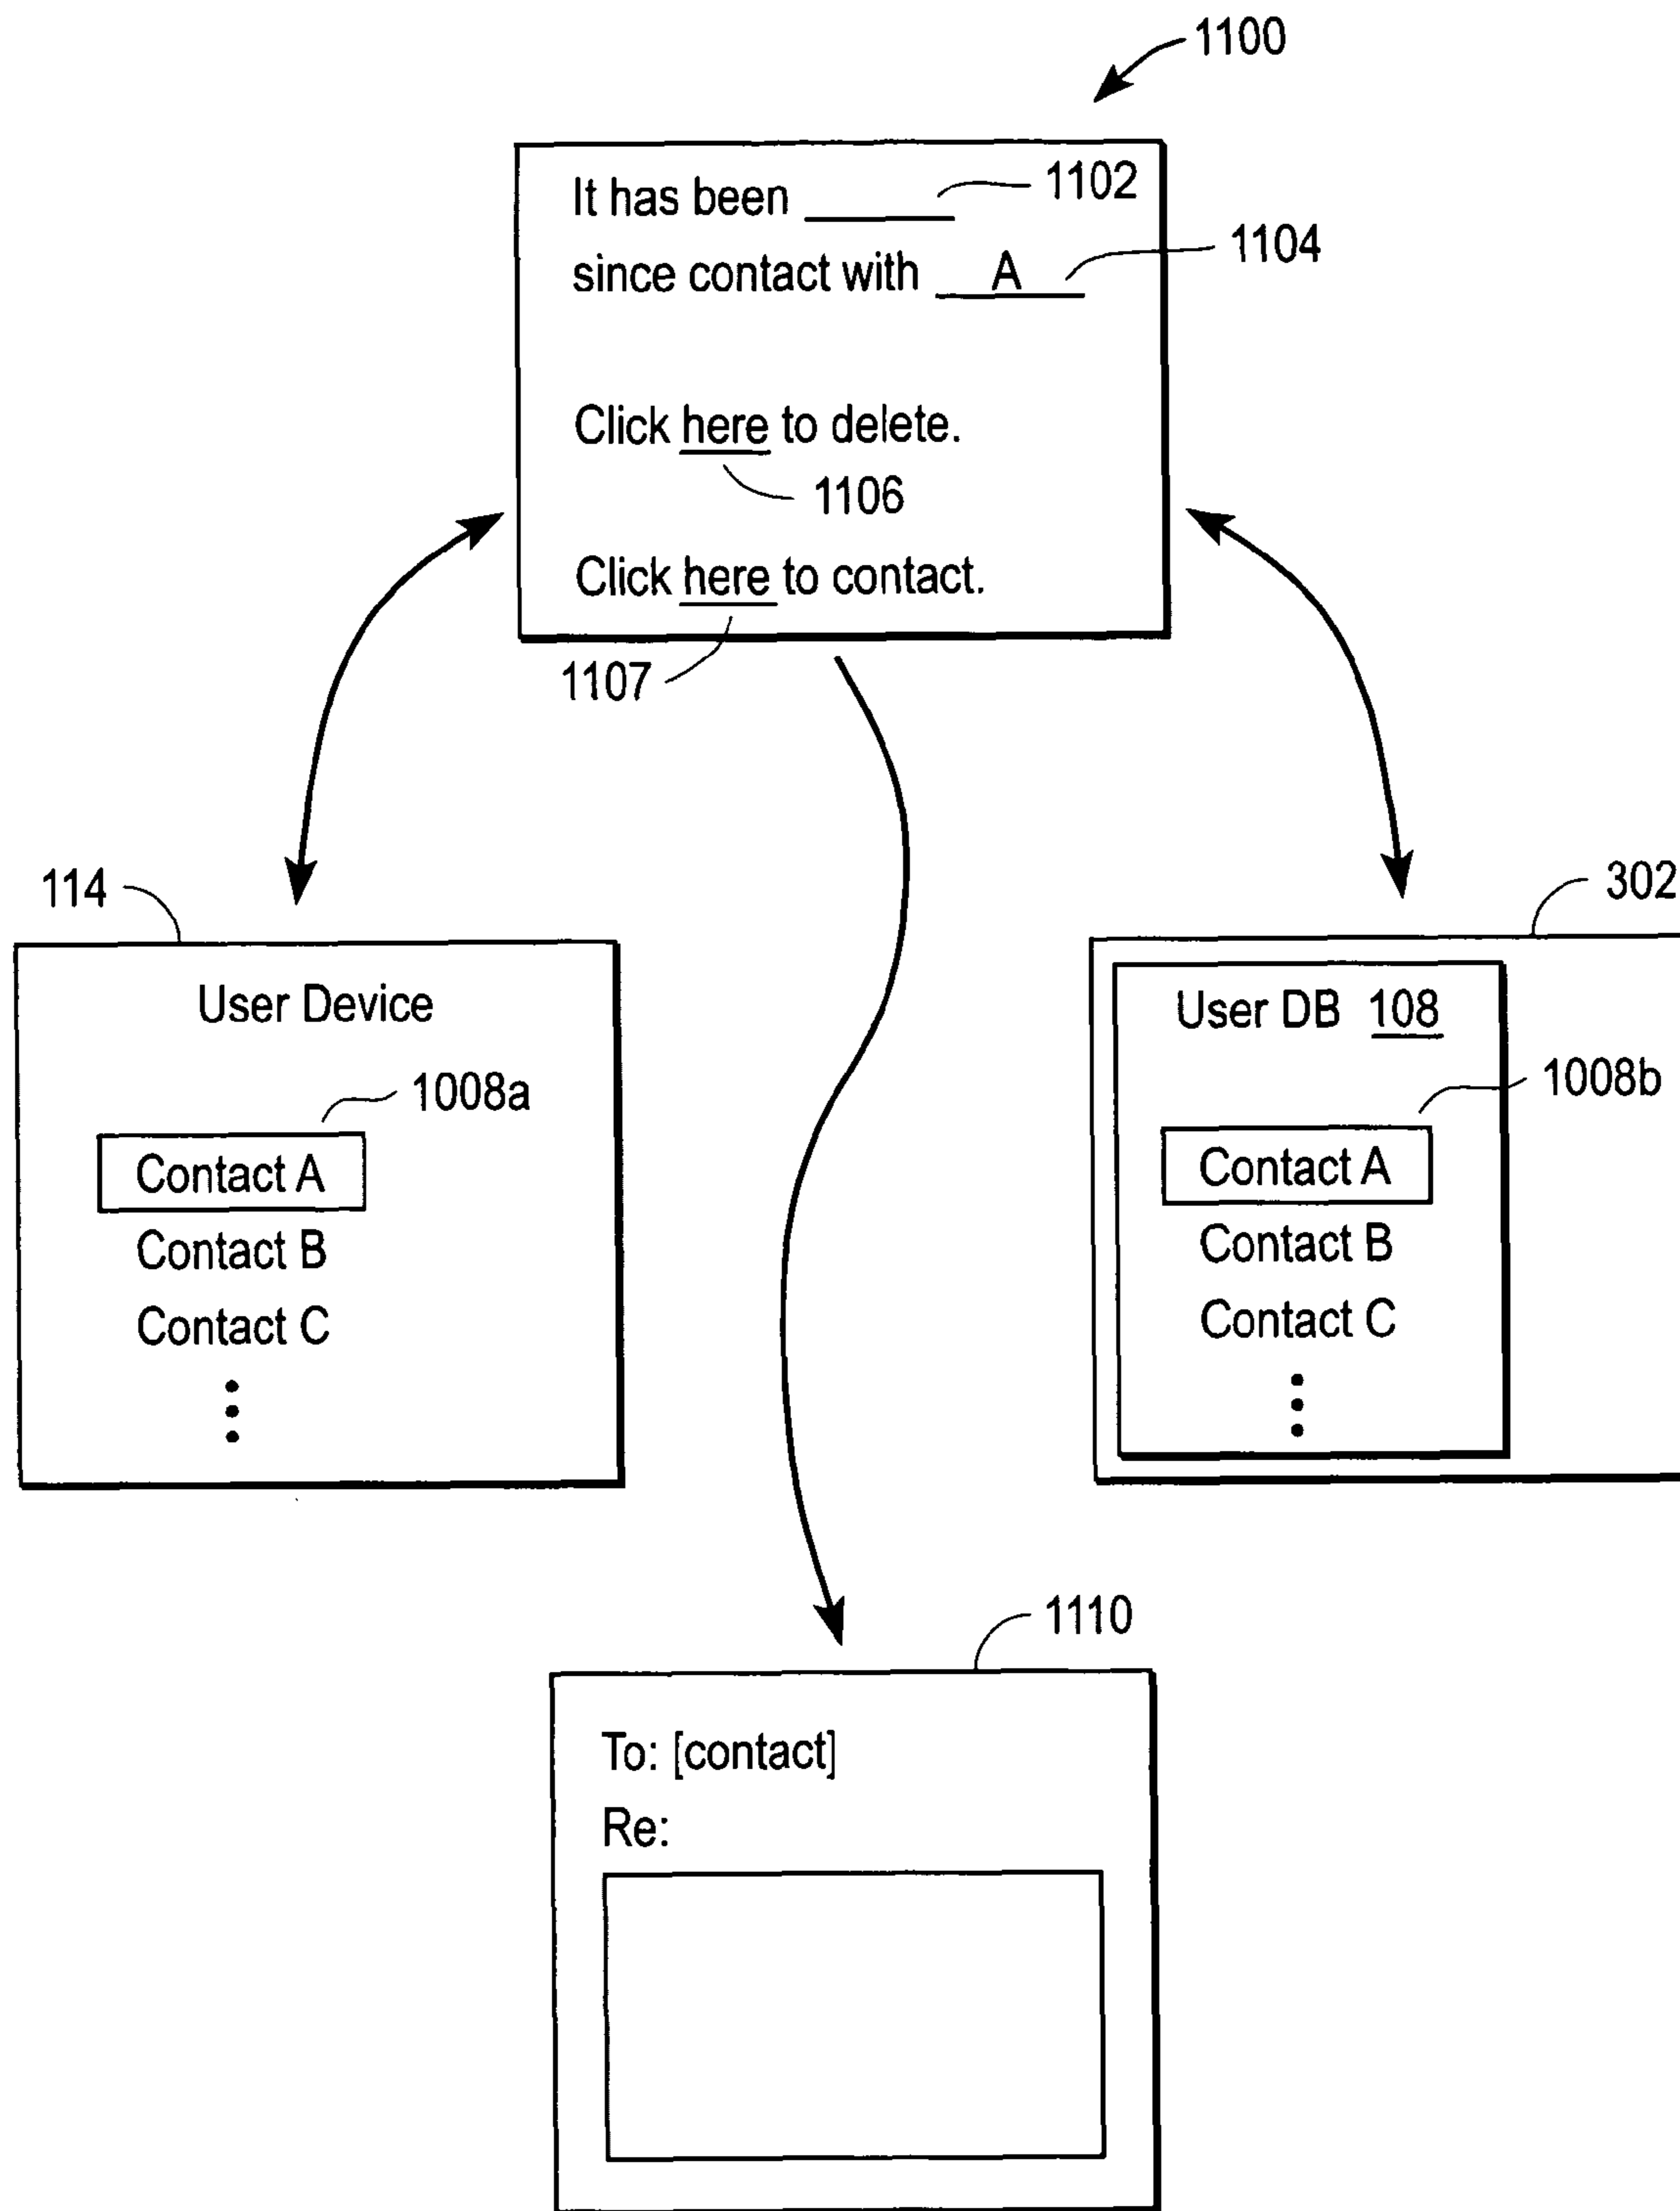 1100
It has been ______ 1102
since contact with A 1104
Click here to delete.
1106
Click here to contact.
1107
114
User Device
1008a
Contact A
Contact B
Contact C
302
User DB 108
1008b
Contact A
Contact B
Contact C
1110
To: [contact]
Re: